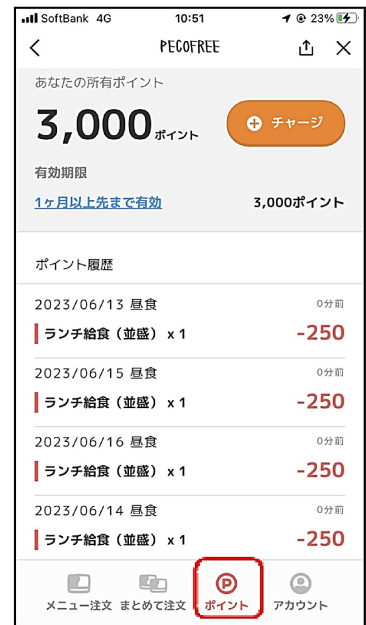 SoftBank 4G 10:51 23%
PECOFREE
あなたの所有ポイント
3,000ポイント
チャージ
有効期限
1ヶ月以上先まで有効 3,000ポイント
ポイント履歴
2023/06/13 昼食 0分前
ランチ給食（並盛） x 1 -250
2023/06/15 昼食 0分前
ランチ給食（並盛） x 1 -250
2023/06/16 昼食 0分前
ランチ給食（並盛） x 1 -250
2023/06/14 昼食 0分前
ランチ給食（並盛） x 1 -250
メニュー注文 まとめて注文 ポイント アカウント